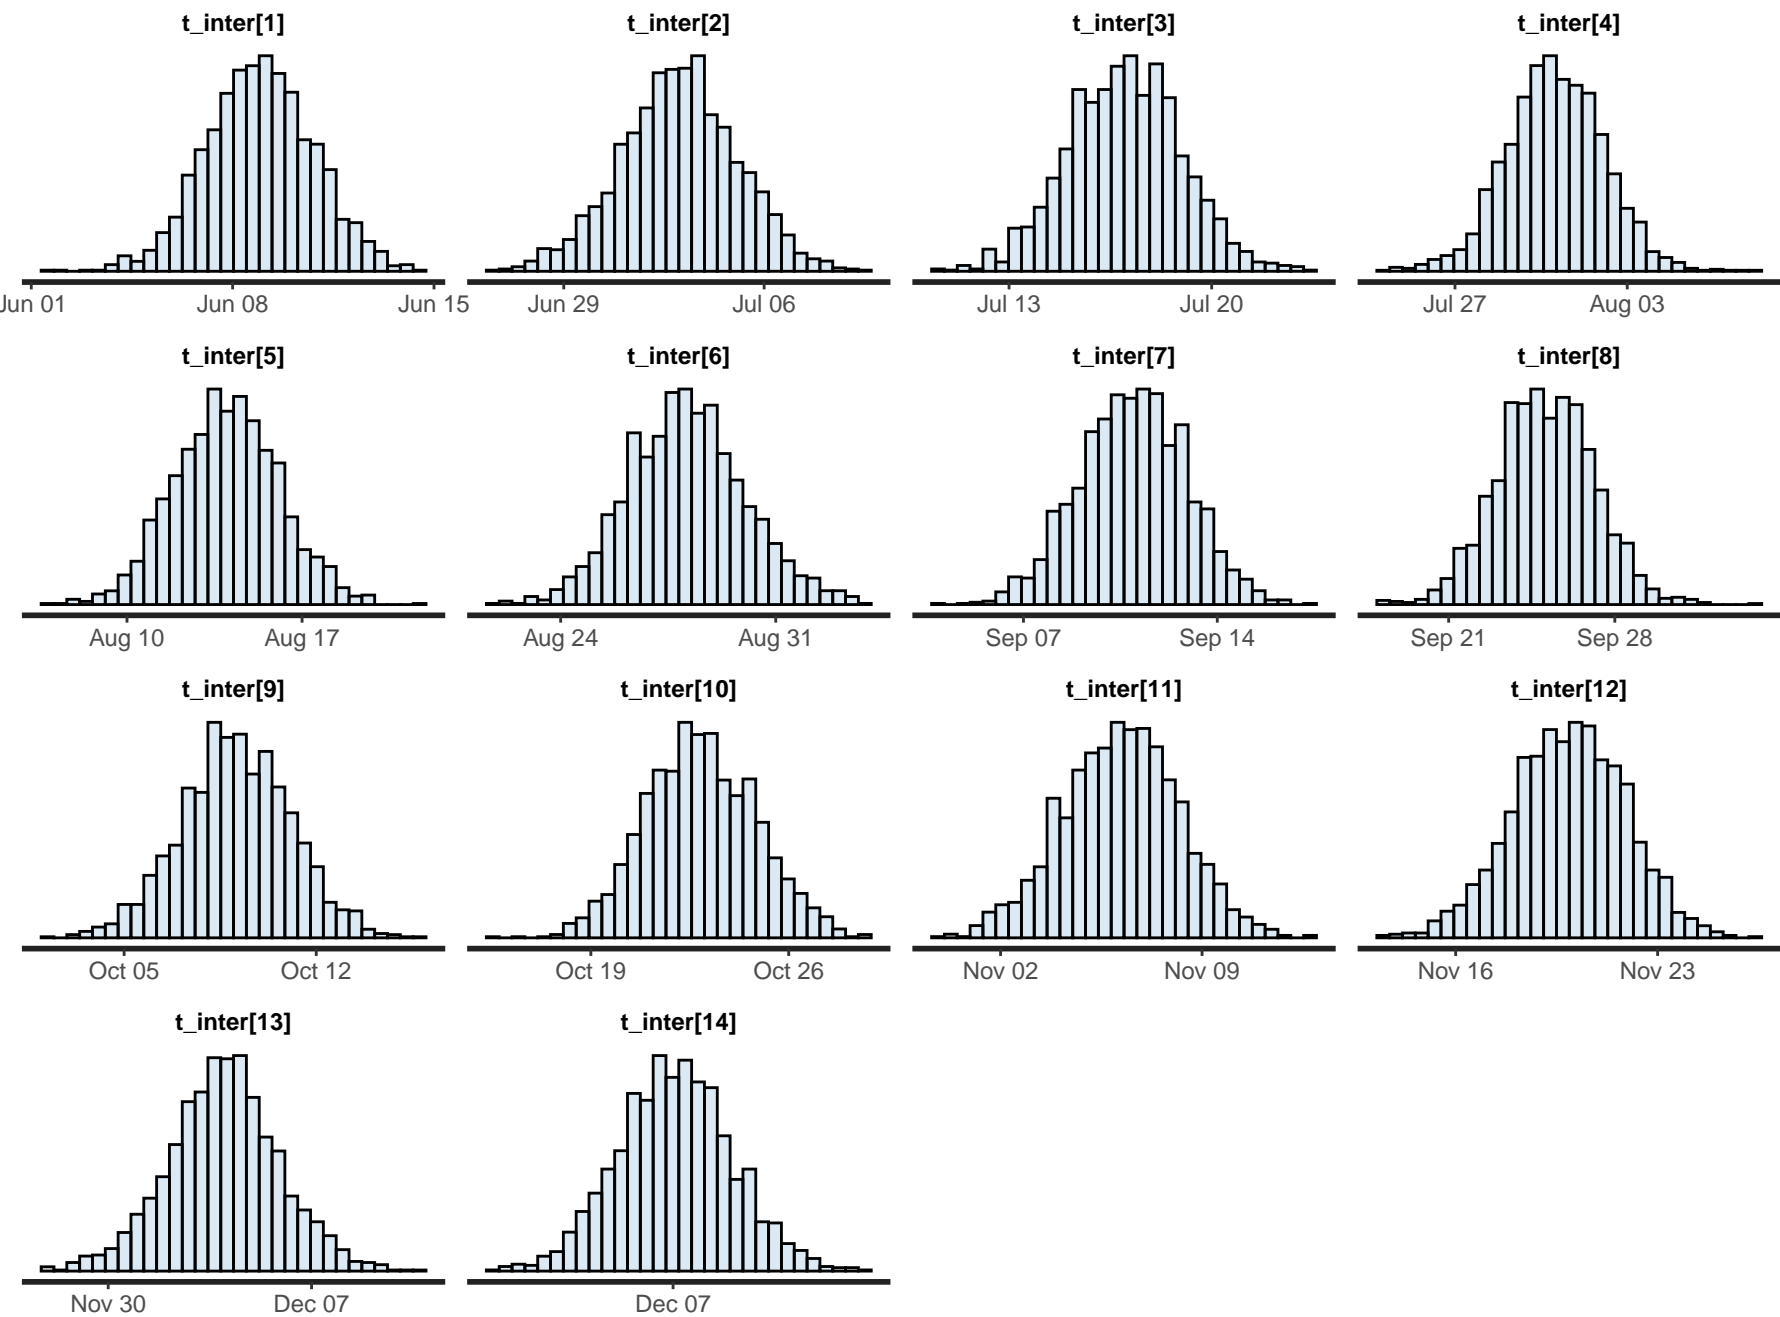 t_inter[1] t_inter[2] t_inter[3] t_inter[4]
Jun 01 Jun 08 Jun 15 Jun 29 Jul 06 Jul 13 Jul 20 Jul 27 Aug 03
t_inter[5] t_inter[6] t_inter[7] t_inter[8]
Aug 10 Aug 17 Aug 24 Aug 31 Sep 07 Sep 14 Sep 21 Sep 28
t_inter[9] t_inter[10] t_inter[11] t_inter[12]
Oct 05 Oct 12 Oct 19 Oct 26 Nov 02 Nov 09 Nov 16 Nov 23
t_inter[13] t_inter[14]
Nov 30 Dec 07 Dec 07